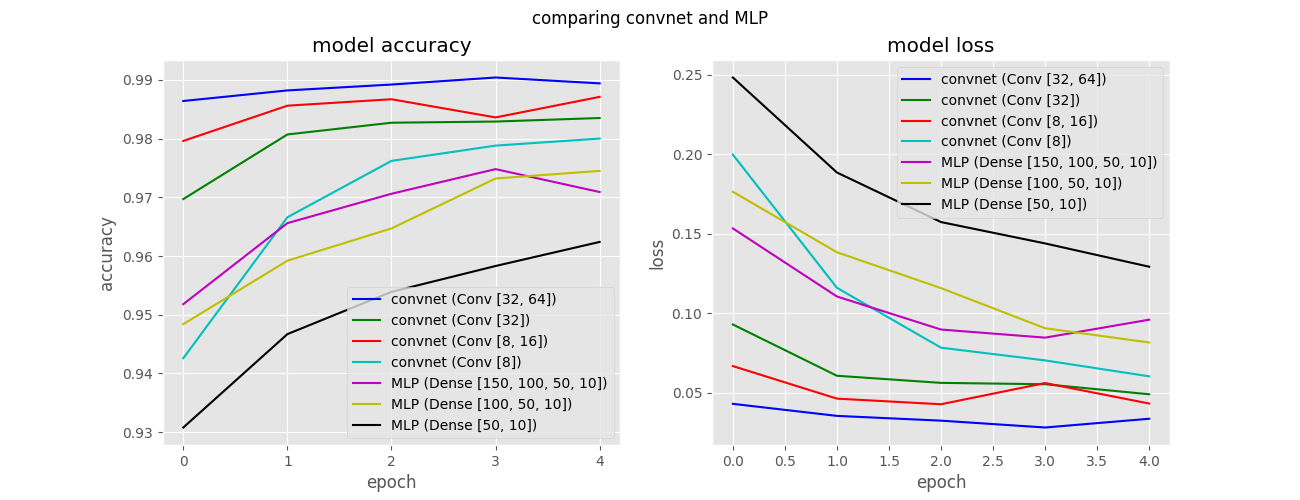 comparing convnet and MLP
model accuracy
accuracy
0.99
0.98
0.97
0.96
0.95
0.94
0.93
convnet (Conv [32, 64])
convnet (Conv [32])
convnet (Conv [8, 16])
convnet (Conv [8])
MLP (Dense [150, 100, 50, 10])
MLP (Dense [100, 50, 10])
MLP (Dense [50, 10])
0 1 2 3 4
epoch
model loss
loss
0.25
0.20
0.15
0.10
0.05
convnet (Conv [32, 64])
convnet (Conv [32])
convnet (Conv [8, 16])
convnet (Conv [8])
MLP (Dense [150, 100, 50, 10])
MLP (Dense [100, 50, 10])
MLP (Dense [50, 10])
0.0 0.5 1.0 1.5 2.0 2.5 3.0 3.5 4.0
epoch